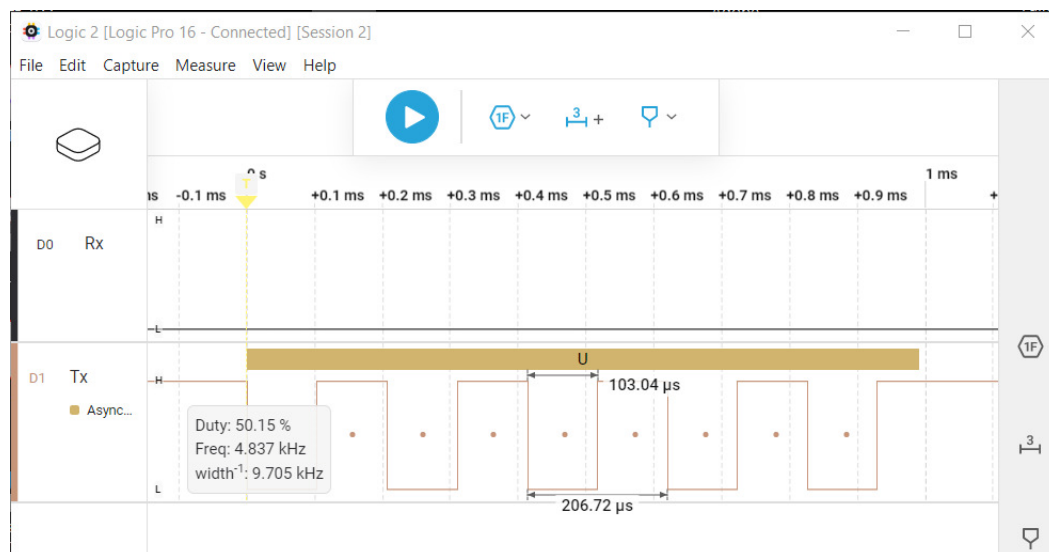 Logic 2 [Logic Pro 16 - Connected] [Session 2]
File Edit Capture Measure View Help
1F
3 +
0 s
1 ms
-0.1 ms
T
+0.1 ms +0.2 ms +0.3 ms +0.4 ms +0.5 ms +0.6 ms +0.7 ms +0.8 ms +0.9 ms
+
H
D0 Rx
L
1F
U
D1 Tx
H
103.04 µs
Async...
Duty: 50.15 %
Freq: 4.837 kHz
width⁻¹: 9.705 kHz
3
L
206.72 µs